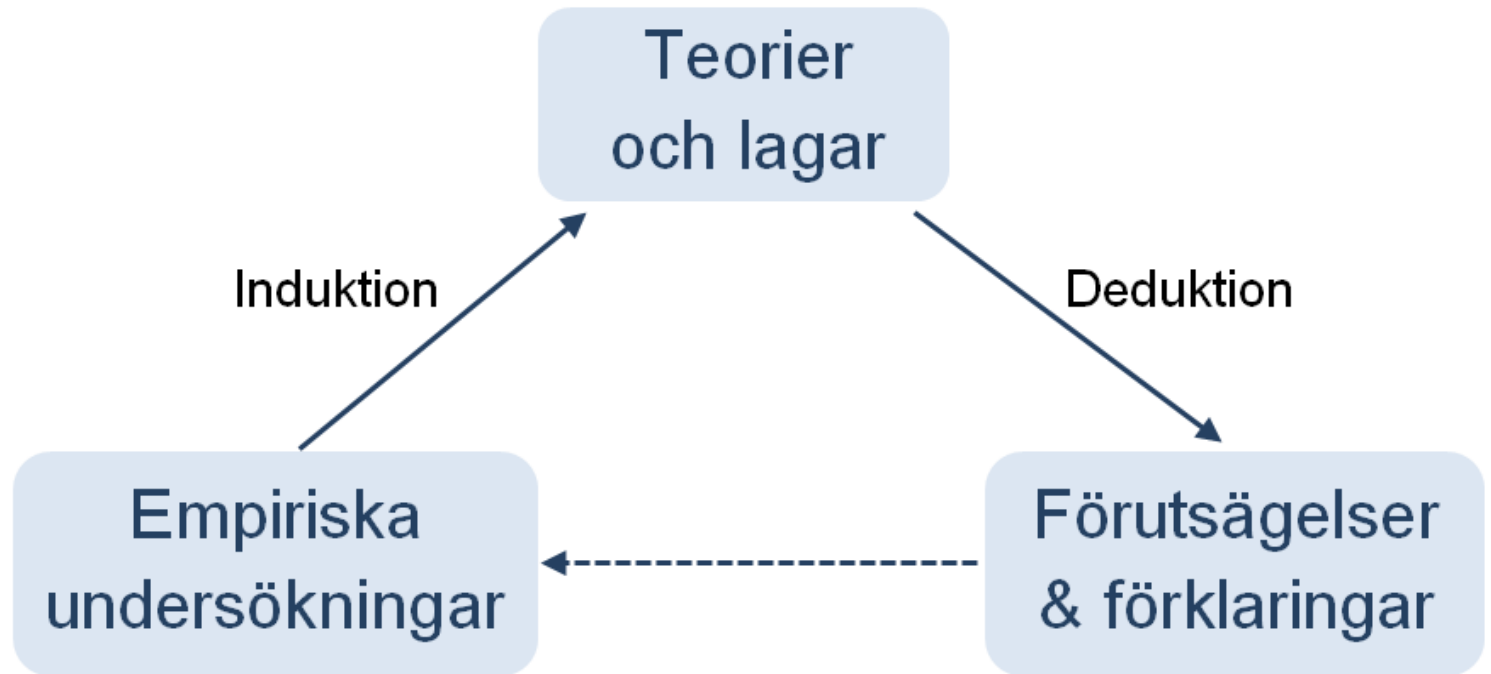 Teorier
och lagar
Induktion
Deduktion
Empiriska
undersökningar
Förutsägelser
& förklaringar